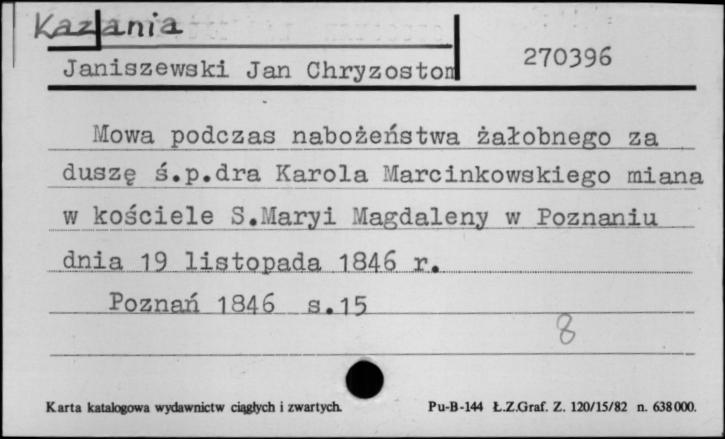 Kazania
Janiszewski Jan Chryzostom
270396
Mowa podczas nabożeństwa żałobnego za
duszę ś.p.dra Karola Marcinkowskiego miana
w kościele S.Maryi Magdaleny w Poznaniu
dnia 19 listopada 1846 r.
Poznań 1846 s.15
8
Karta katalogowa wydawnictw ciągłych i zwartych.
Pu-B-144 Ł.Z.Graf. Z. 120/15/82 n. 638000.